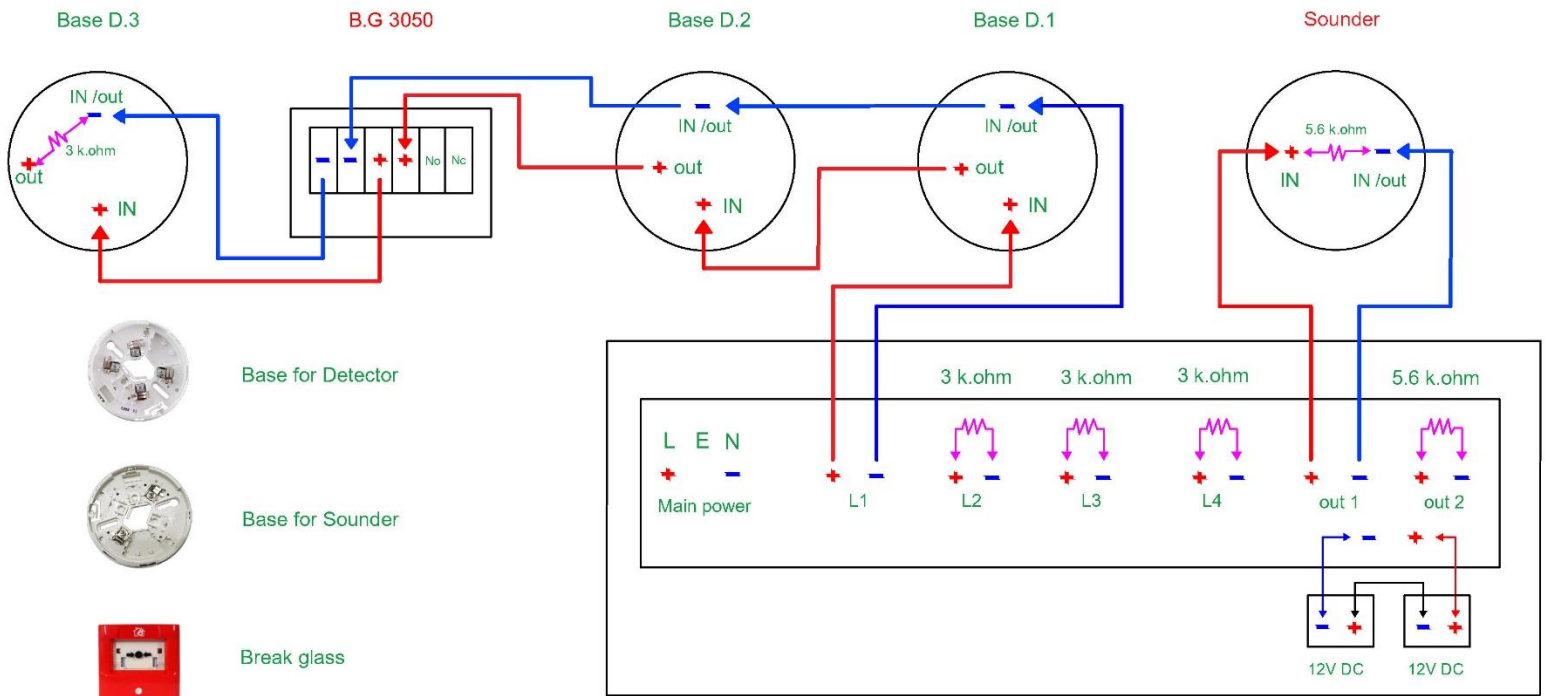 Base D.3
B.G 3050
Base D.2
Base D.1
Sounder
IN /out
3 k.ohm
+
out
+ IN
No
Nc
IN /out
+ out
+ IN
IN /out
+ out
+ IN
5.6 k.ohm
IN
IN /out
Base for Detector
Base for Sounder
Break glass
3 k.ohm
3 k.ohm
3 k.ohm
5.6 k.ohm
L E N
+ -
Main power
+ -
L1
+ -
L2
+ -
L3
+ -
L4
+ -
out 1
+ -
out 2
- +
- +
12V DC
- +
12V DC